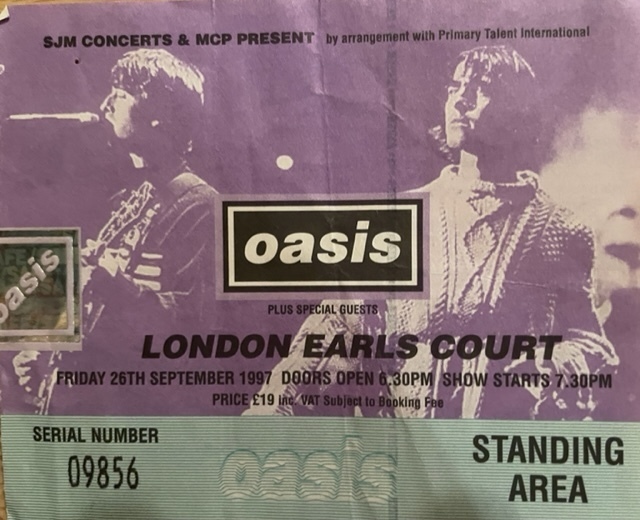 SJM CONCERTS & MCP PRESENT by arrangement with Primary Talent International
oasis
oasis
PLUS SPECIAL GUESTS
LONDON EARLS COURT
FRIDAY 26TH SEPTEMBER 1997 DOORS OPEN 6.30PM SHOW STARTS 7.30PM
PRICE £19 inc. VAT Subject to Booking Fee
SERIAL NUMBER
09856
oasis
STANDING
AREA